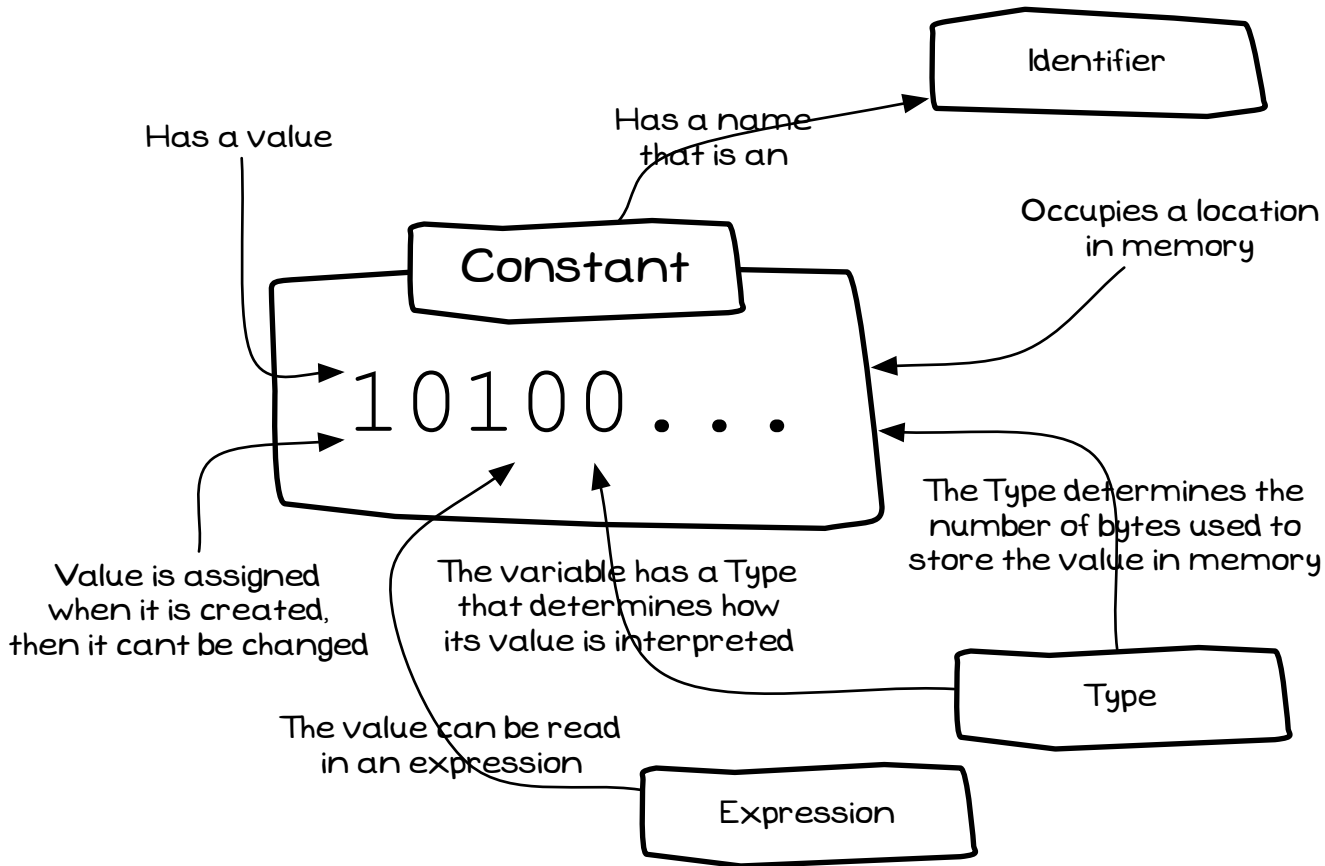 Identifier
Has a name
that is an
Has a value
Occupies a location
in memory
Constant
10100...
The Type determines the
number of bytes used to
store the value in memory
Value is assigned
when it is created,
then it cant be changed
The variable has a Type
that determines how
its value is interpreted
Type
The value can be read
in an expression
Expression